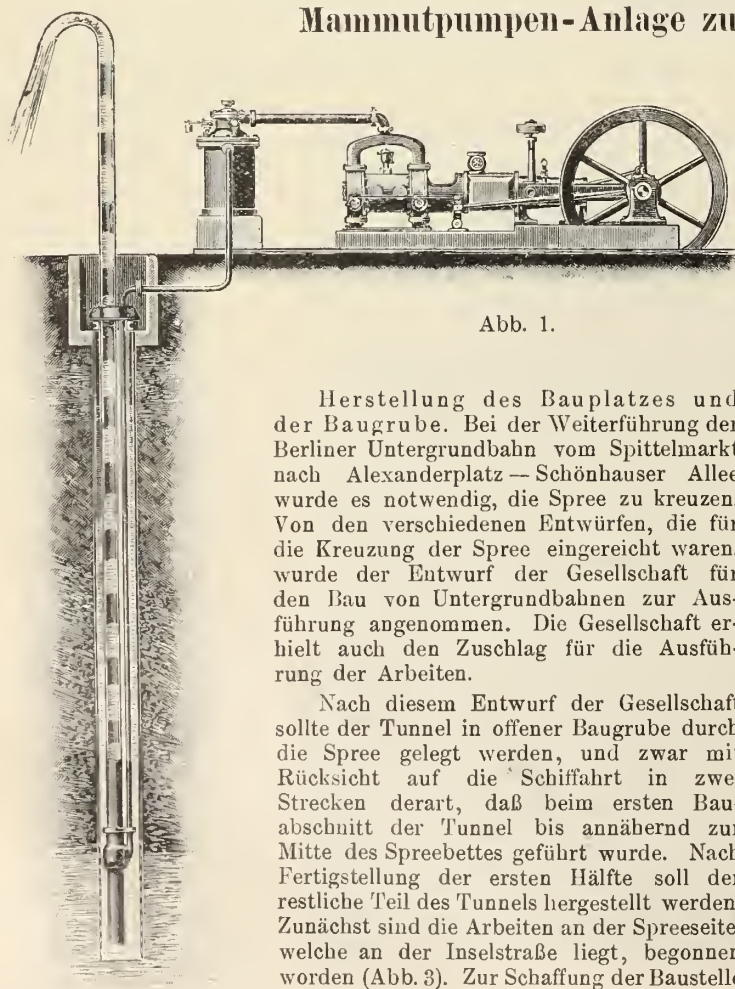 Mammutpumpen-Anlage zu
Abb. 1.
Herstellung des Bauplatzes und
der Baugrube. Bei der Weiterführung der
Berliner Untergrundbahn vom Spittelmarkt
nach Alexanderplatz — Schönhauser Allee
wurde es notwendig, die Spree zu kreuzen.
Von den verschiedenen Entwürfen, die für
die Kreuzung der Spree eingereicht waren,
wurde der Entwurf der Gesellschaft für
den Bau von Untergrundbahnen zur Aus-
führung angenommen. Die Gesellschaft er-
hielt auch den Zuschlag für die Ausfüh-
rung der Arbeiten.
Nach diesem Entwurf der Gesellschaft
sollte der Tunnel in offener Baugrube durch
die Spree gelegt werden, und zwar mit
Rücksicht auf die Schiffahrt in zwei
Strecken derart, daß beim ersten Bau-
abschnitt der Tunnel bis annähernd zur
Mitte des Spreebettes geführt wurde. Nach
Fertigstellung der ersten Hälfte soll der
restliche Teil des Tunnels hergestellt werden.
Zunächst sind die Arbeiten an der Spreeseite,
welche an der Inselstraße liegt, begonnen
worden (Abb. 3). Zur Schaffung der Baustelle